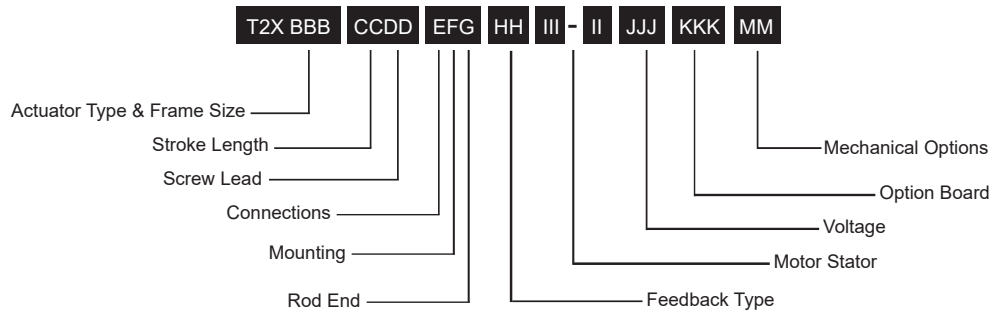 T2X BBB CCDD EFG HH III - II JJJ KKK MM
Actuator Type & Frame Size
Stroke Length
Mechanical Options
Screw Lead
Option Board
Connections
Voltage
Mounting
Motor Stator
Rod End
Feedback Type